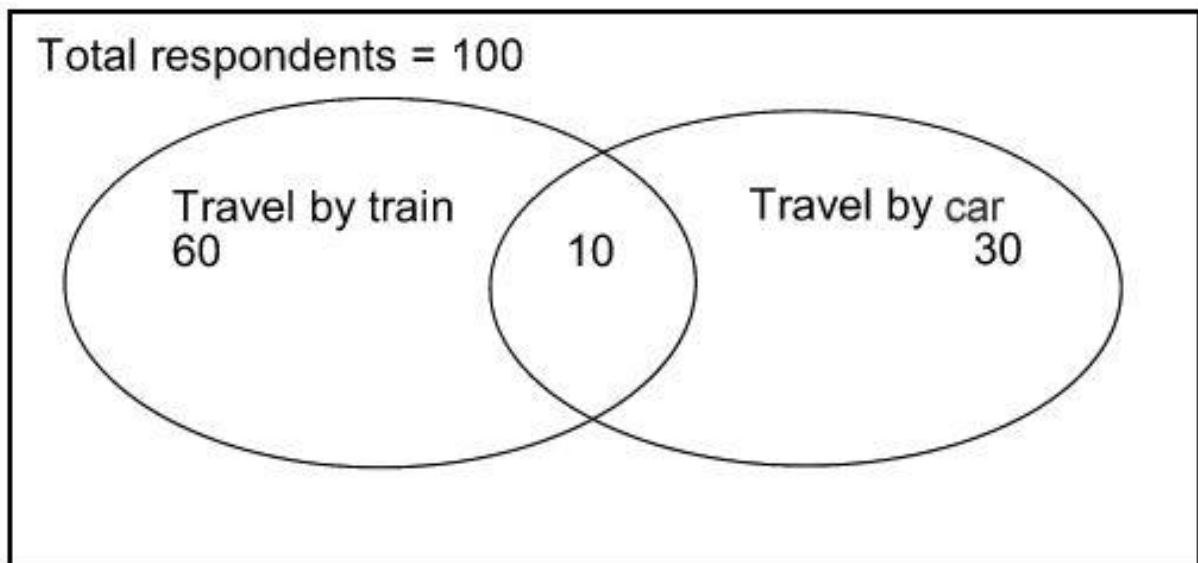 Total respondents = 100
Travel by train
60
10
Travel by car
30